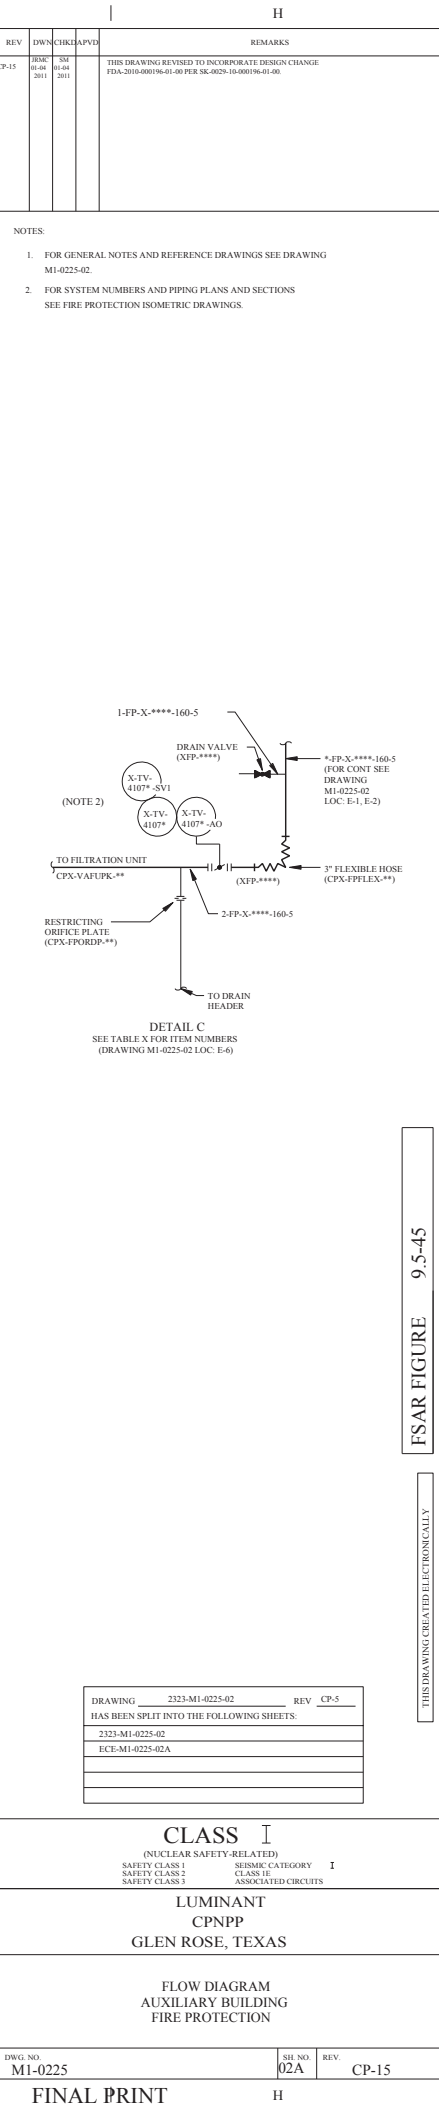 H
REV DWN CHKD APVD REMARKS
CP-15 JRMC 01-04 2011 SM 01-04 2011 THIS DRAWING REVISED TO INCORPORATE DESIGN CHANGE
FDA-2010-000196-01-00 PER SK-0029-10-000196-01-00.
NOTES:
1. FOR GENERAL NOTES AND REFERENCE DRAWINGS SEE DRAWING
M1-0225-02.
2. FOR SYSTEM NUMBERS AND PIPING PLANS AND SECTIONS
SEE FIRE PROTECTION ISOMETRIC DRAWINGS.
1-FP-X-****-160-5
DRAIN VALVE
(XFP-****)
*-FP-X-****-160-5
(FOR CONT SEE
DRAWING
M1-0225-02
LOC: E-1, E-2)
X-TV-
4107* -SV1
(NOTE 2)
X-TV-
4107*
X-TV-
4107* -AO
TO FILTRATION UNIT
CPX-VAFUPK-**
(XFP-****)
3" FLEXIBLE HOSE
(CPX-FPFLEX-**)
2-FP-X-****-160-5
RESTRICTING
ORIFICE PLATE
(CPX-FPORDP-**)
TO DRAIN
HEADER
DETAIL C
SEE TABLE X FOR ITEM NUMBERS
(DRAWING M1-0225-02 LOC: E-6)
FSAR FIGURE 9.5-45
THIS DRAWING CREATED ELECTRONICALLY
DRAWING 2323-M1-0225-02 REV CP-5
HAS BEEN SPLIT INTO THE FOLLOWING SHEETS:
2323-M1-0225-02
ECE-M1-0225-02A
CLASS I
(NUCLEAR SAFETY-RELATED)
SAFETY CLASS 1 SEISMIC CATEGORY I
SAFETY CLASS 2 CLASS 1E
SAFETY CLASS 3 ASSOCIATED CIRCUITS
LUMINANT
CPNPP
GLEN ROSE, TEXAS
FLOW DIAGRAM
AUXILIARY BUILDING
FIRE PROTECTION
DWG. NO. SH. NO. REV.
M1-0225 02A CP-15
FINAL PRINT H